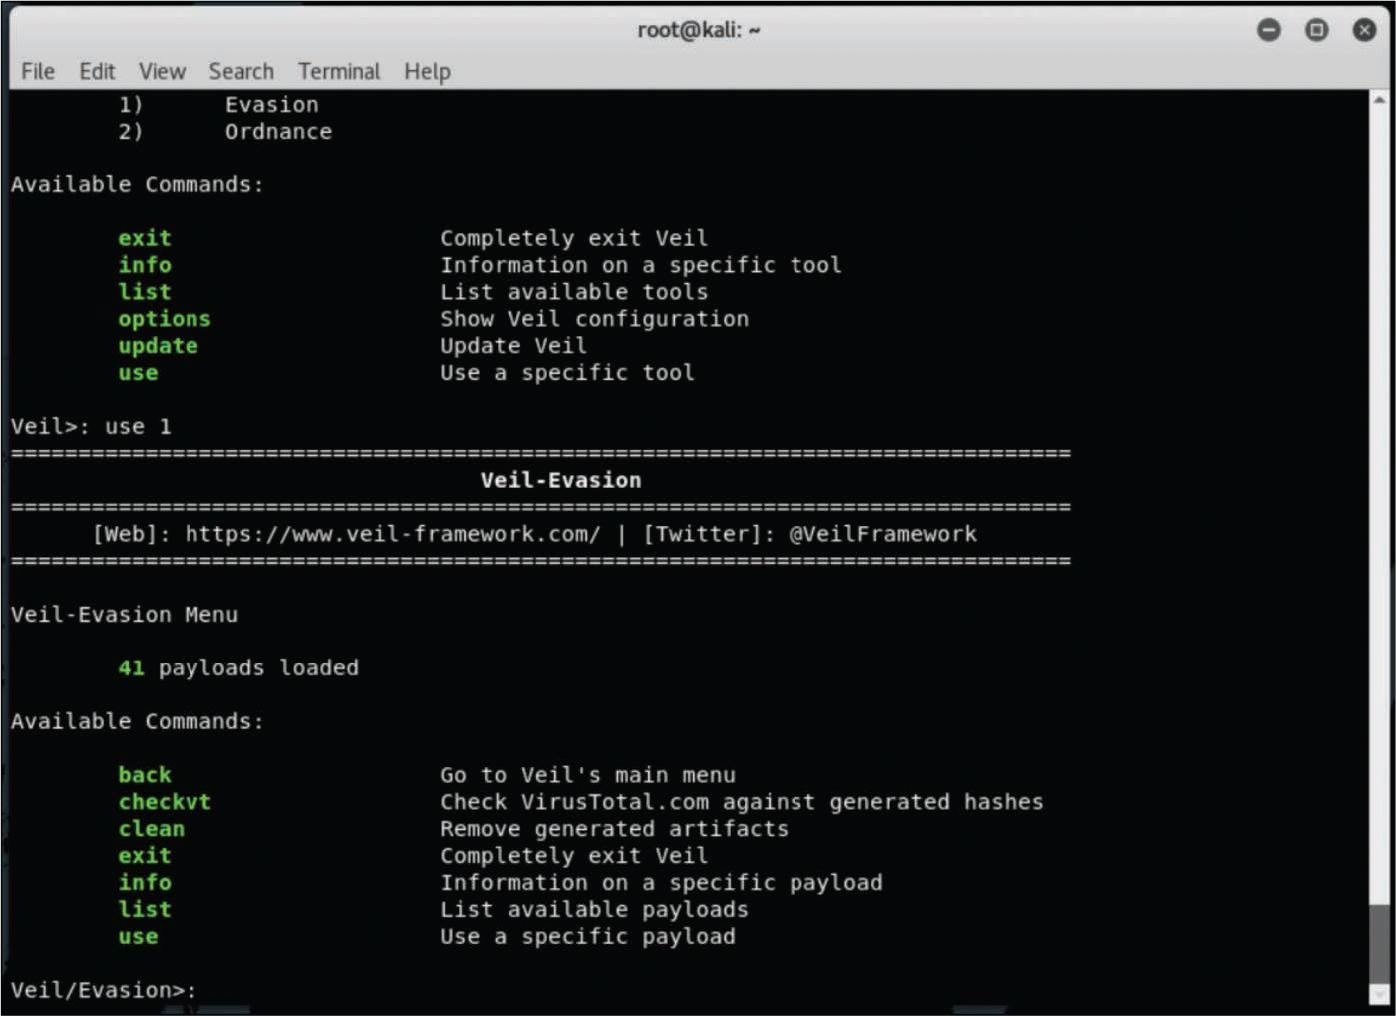 root@kali: ~
File Edit View Search Terminal Help
1) Evasion
2) Ordnance
Available Commands:
exit Completely exit Veil
info Information on a specific tool
list List available tools
options Show Veil configuration
update Update Veil
use Use a specific tool
Veil>: use 1
===============================================================================
Veil-Evasion
===============================================================================
[Web]: https://www.veil-framework.com/ | [Twitter]: @VeilFramework
===============================================================================
Veil-Evasion Menu
41 payloads loaded
Available Commands:
back Go to Veil's main menu
checkvt Check VirusTotal.com against generated hashes
clean Remove generated artifacts
exit Completely exit Veil
info Information on a specific payload
list List available payloads
use Use a specific payload
Veil/Evasion>: